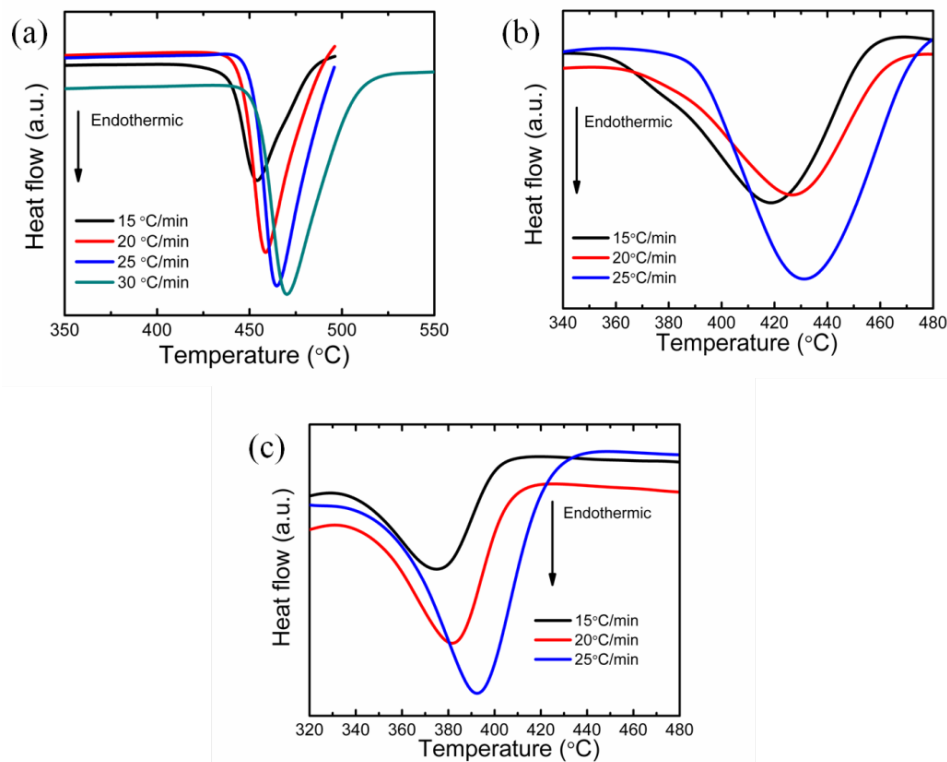 (a)
Heat flow (a.u.)
Endothermic
15 °C/min
20 °C/min
25 °C/min
30 °C/min
350 400 450 500 550
Temperature (°C)
(b)
Heat flow (a.u.)
Endothermic
15°C/min
20°C/min
25°C/min
340 360 380 400 420 440 460 480
Temperature (°C)
(c)
Heat flow (a.u.)
Endothermic
15°C/min
20°C/min
25°C/min
320 340 360 380 400 420 440 460 480
Temperature (°C)